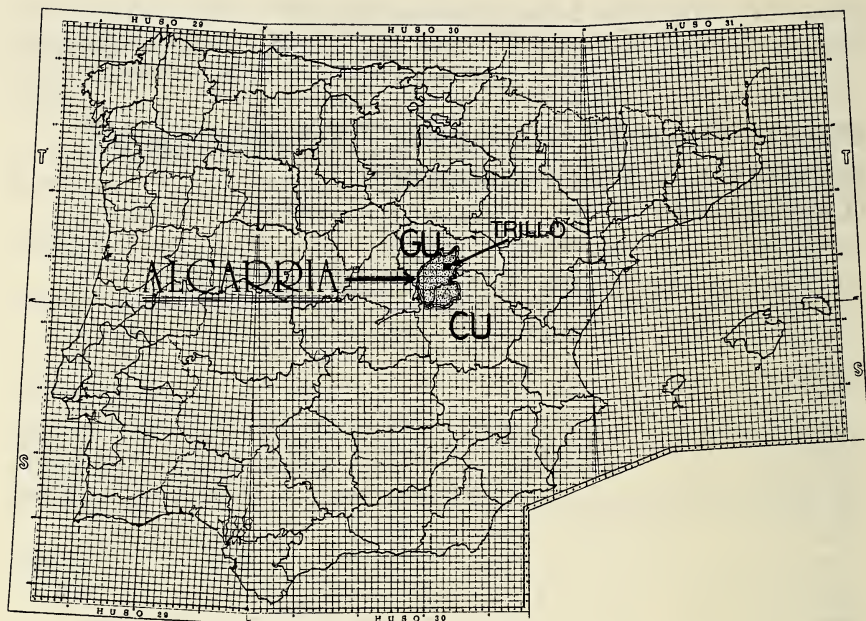 HUSO 29
HUSO 30
HUSO 31
T
T
GU
TRILLO
ALCARRIA
CU
S
S
HUSO 29
HUSO 30